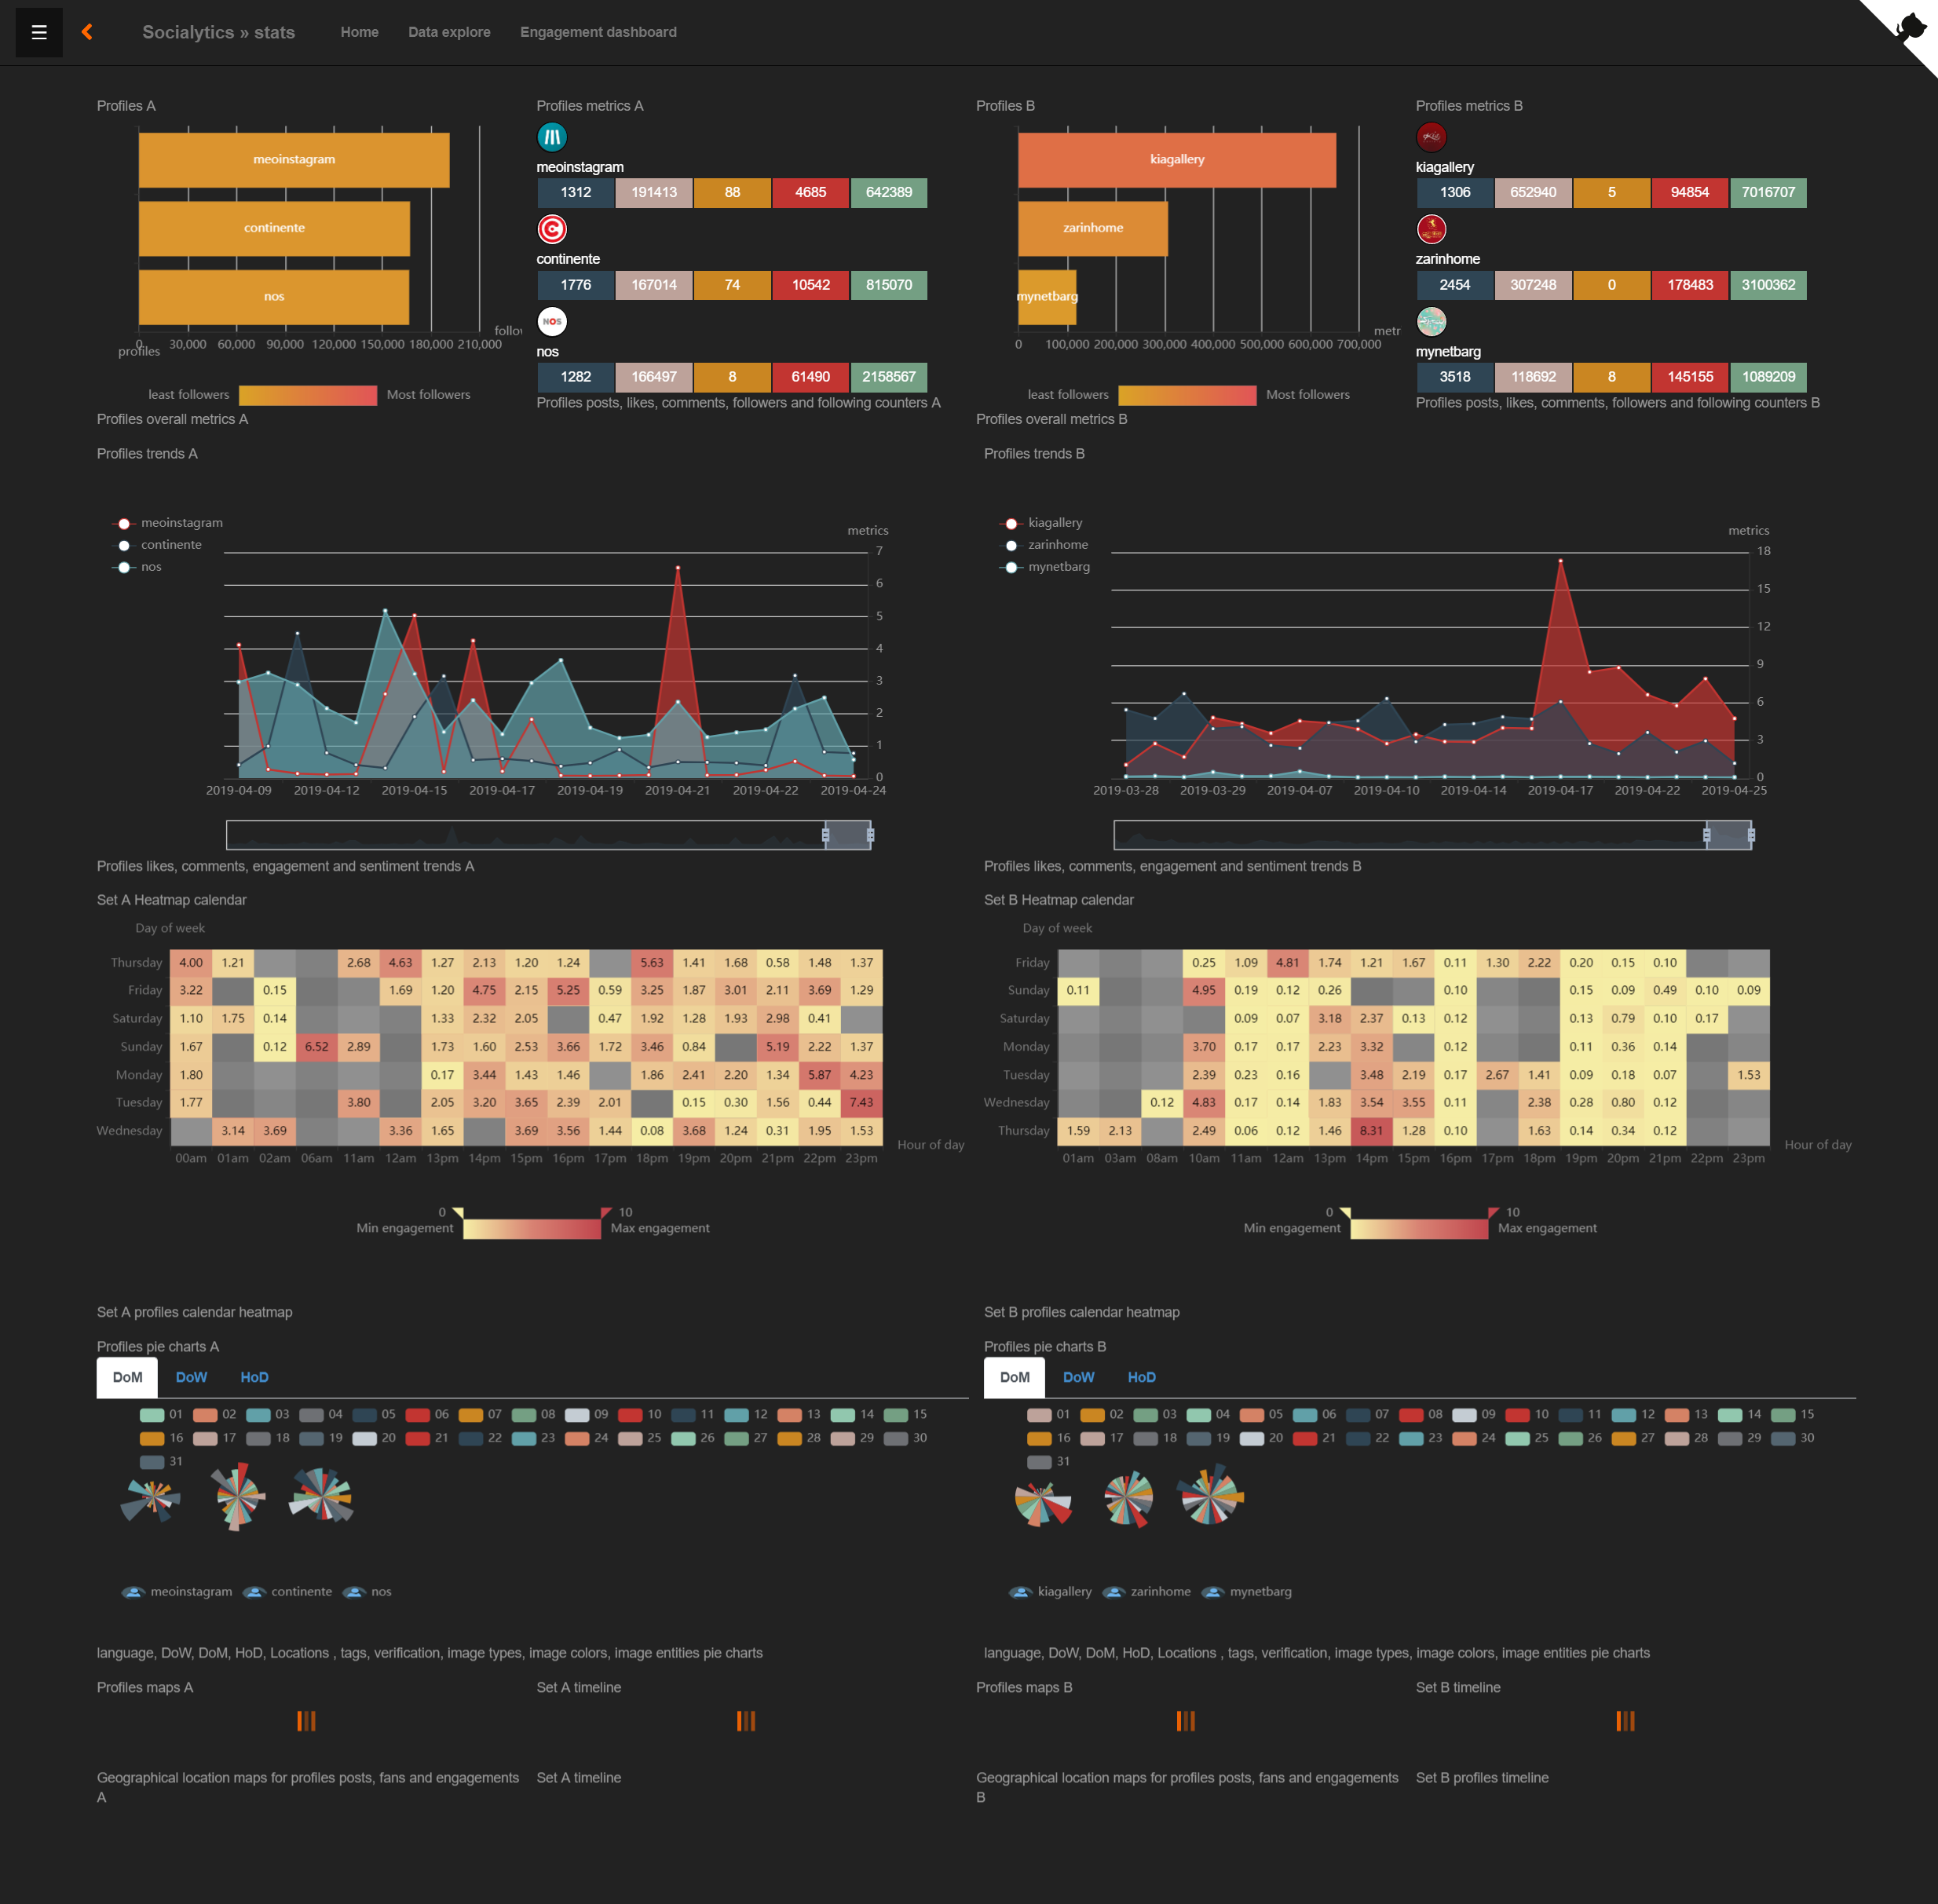 ☰ Socialytics » stats Home Data explore Engagement dashboard
Profiles A
meoinstagram
continente
nos
0 30,000 60,000 90,000 120,000 150,000 180,000 210,000
profiles
least followers Most followers
Profiles overall metrics A
Profiles metrics A
meoinstagram
1312 191413 88 4685 642389
continente
1776 167014 74 10542 815070
NOS
nos
1282 166497 8 61490 2158567
Profiles posts, likes, comments, followers and following counters A
Profiles B
kiagallery
zarinhome
mynetbarg
metr
0 100,000 200,000 300,000 400,000 500,000 600,000 700,000
least followers Most followers
Profiles overall metrics B
Profiles metrics B
kiagallery
1306 652940 5 94854 7016707
zarinhome
2454 307248 0 178483 3100362
mynetbarg
3518 118692 8 145155 1089209
Profiles posts, likes, comments, followers and following counters B
Profiles trends A
meoinstagram
continente
nos
metrics
7
6
5
4
3
2
1
0
2019-04-09 2019-04-12 2019-04-15 2019-04-17 2019-04-19 2019-04-21 2019-04-22 2019-04-24
Profiles likes, comments, engagement and sentiment trends A
Profiles trends B
kiagallery
zarinhome
mynetbarg
metrics
18
15
12
9
6
3
0
2019-03-28 2019-03-29 2019-04-07 2019-04-10 2019-04-14 2019-04-17 2019-04-22 2019-04-25
Profiles likes, comments, engagement and sentiment trends B
Set A Heatmap calendar
Day of week
Thursday 4.00 1.21 2.68 4.63 1.27 2.13 1.20 1.24 5.63 1.41 1.68 0.58 1.48 1.37
Friday 3.22 0.15 1.69 1.20 4.75 2.15 5.25 0.59 3.25 1.87 3.01 2.11 3.69 1.29
Saturday 1.10 1.75 0.14 1.33 2.32 2.05 0.47 1.92 1.28 1.93 2.98 0.41
Sunday 1.67 0.12 6.52 2.89 1.73 1.60 2.53 3.66 1.72 3.46 0.84 5.19 2.22 1.37
Monday 1.80 0.17 3.44 1.43 1.46 1.86 2.41 2.20 1.34 5.87 4.23
Tuesday 1.77 3.80 2.05 3.20 3.65 2.39 2.01 0.15 0.30 1.56 0.44 7.43
Wednesday 3.14 3.69 3.36 1.65 3.69 3.56 1.44 0.08 3.68 1.24 0.31 1.95 1.53
Hour of day
00am 01am 02am 06am 11am 12am 13pm 14pm 15pm 16pm 17pm 18pm 19pm 20pm 21pm 22pm 23pm
0 10
Min engagement Max engagement
Set A profiles calendar heatmap
Set B Heatmap calendar
Day of week
Friday 0.25 1.09 4.81 1.74 1.21 1.67 0.11 1.30 2.22 0.20 0.15 0.10
Sunday 0.11 4.95 0.19 0.12 0.26 0.10 0.15 0.09 0.49 0.10 0.09
Saturday 0.09 0.07 3.18 2.37 0.13 0.12 0.13 0.79 0.10 0.17
Monday 3.70 0.17 0.17 2.23 3.32 0.12 0.11 0.36 0.14
Tuesday 2.39 0.23 0.16 3.48 2.19 0.17 2.67 1.41 0.09 0.18 0.07 1.53
Wednesday 0.12 4.83 0.17 0.14 1.83 3.54 3.55 0.11 2.38 0.28 0.80 0.12
Thursday 1.59 2.13 2.49 0.06 0.12 1.46 8.31 1.28 0.10 1.63 0.14 0.34 0.12
Hour of day
01am 03am 08am 10am 11am 12am 13pm 14pm 15pm 16pm 17pm 18pm 19pm 20pm 21pm 22pm 23pm
0 10
Min engagement Max engagement
Set B profiles calendar heatmap
Profiles pie charts A
DoM DoW HoD
01 02 03 04 05 06 07 08 09 10 11 12 13 14 15
16 17 18 19 20 21 22 23 24 25 26 27 28 29 30
31
meoinstagram continente nos
language, DoW, DoM, HoD, Locations , tags, verification, image types, image colors, image entities pie charts
Profiles pie charts B
DoM DoW HoD
01 02 03 04 05 06 07 08 09 10 11 12 13 14 15
16 17 18 19 20 21 22 23 24 25 26 27 28 29 30
31
kiagallery zarinhome mynetbarg
language, DoW, DoM, HoD, Locations , tags, verification, image types, image colors, image entities pie charts
Profiles maps A
Geographical location maps for profiles posts, fans and engagements
A
Set A timeline
Set A timeline
Profiles maps B
Geographical location maps for profiles posts, fans and engagements
B
Set B timeline
Set B profiles timeline